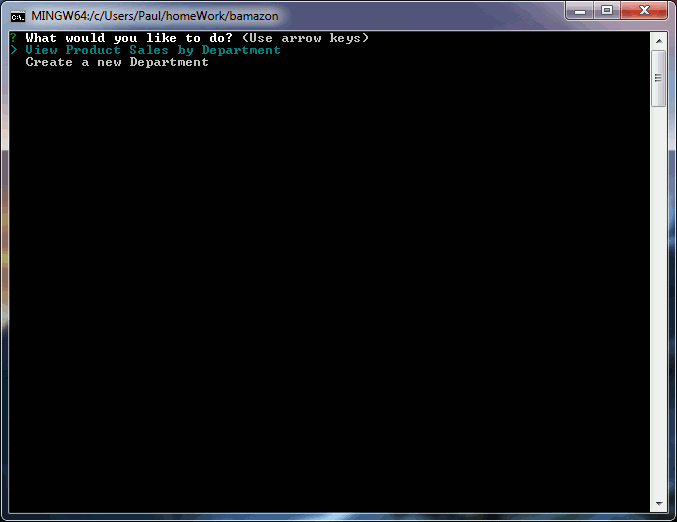 MINGW64:/c/Users/Paul/homeWork/bamazon
? What would you like to do? (Use arrow keys)
> View Product Sales by Department
Create a new Department